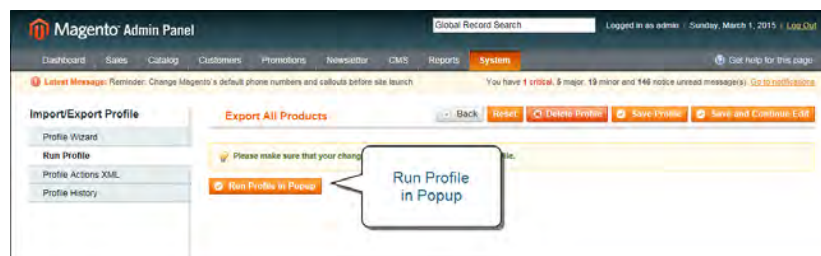 Magento Admin Panel
Global Record Search
Logged in as admin | Sunday, March 1, 2015 | Log Out
Dashboard Sales Catalog Customers Promotions Newsletter CMS Reports System
Get help for this page
Latest Message: Reminder: Change Magento's default phone numbers and callouts before site launch
You have 1 critical, 5 major, 19 minor and 146 notice unread message(s). Go to notifications
Import/Export Profile
Export All Products
Back Reset Delete Profile Save Profile Save and Continue Edit
Profile Wizard
Run Profile
Please make sure that your chang file.
Profile Actions XML
Run Profile in Popup
Profile History
Run Profile
in Popup